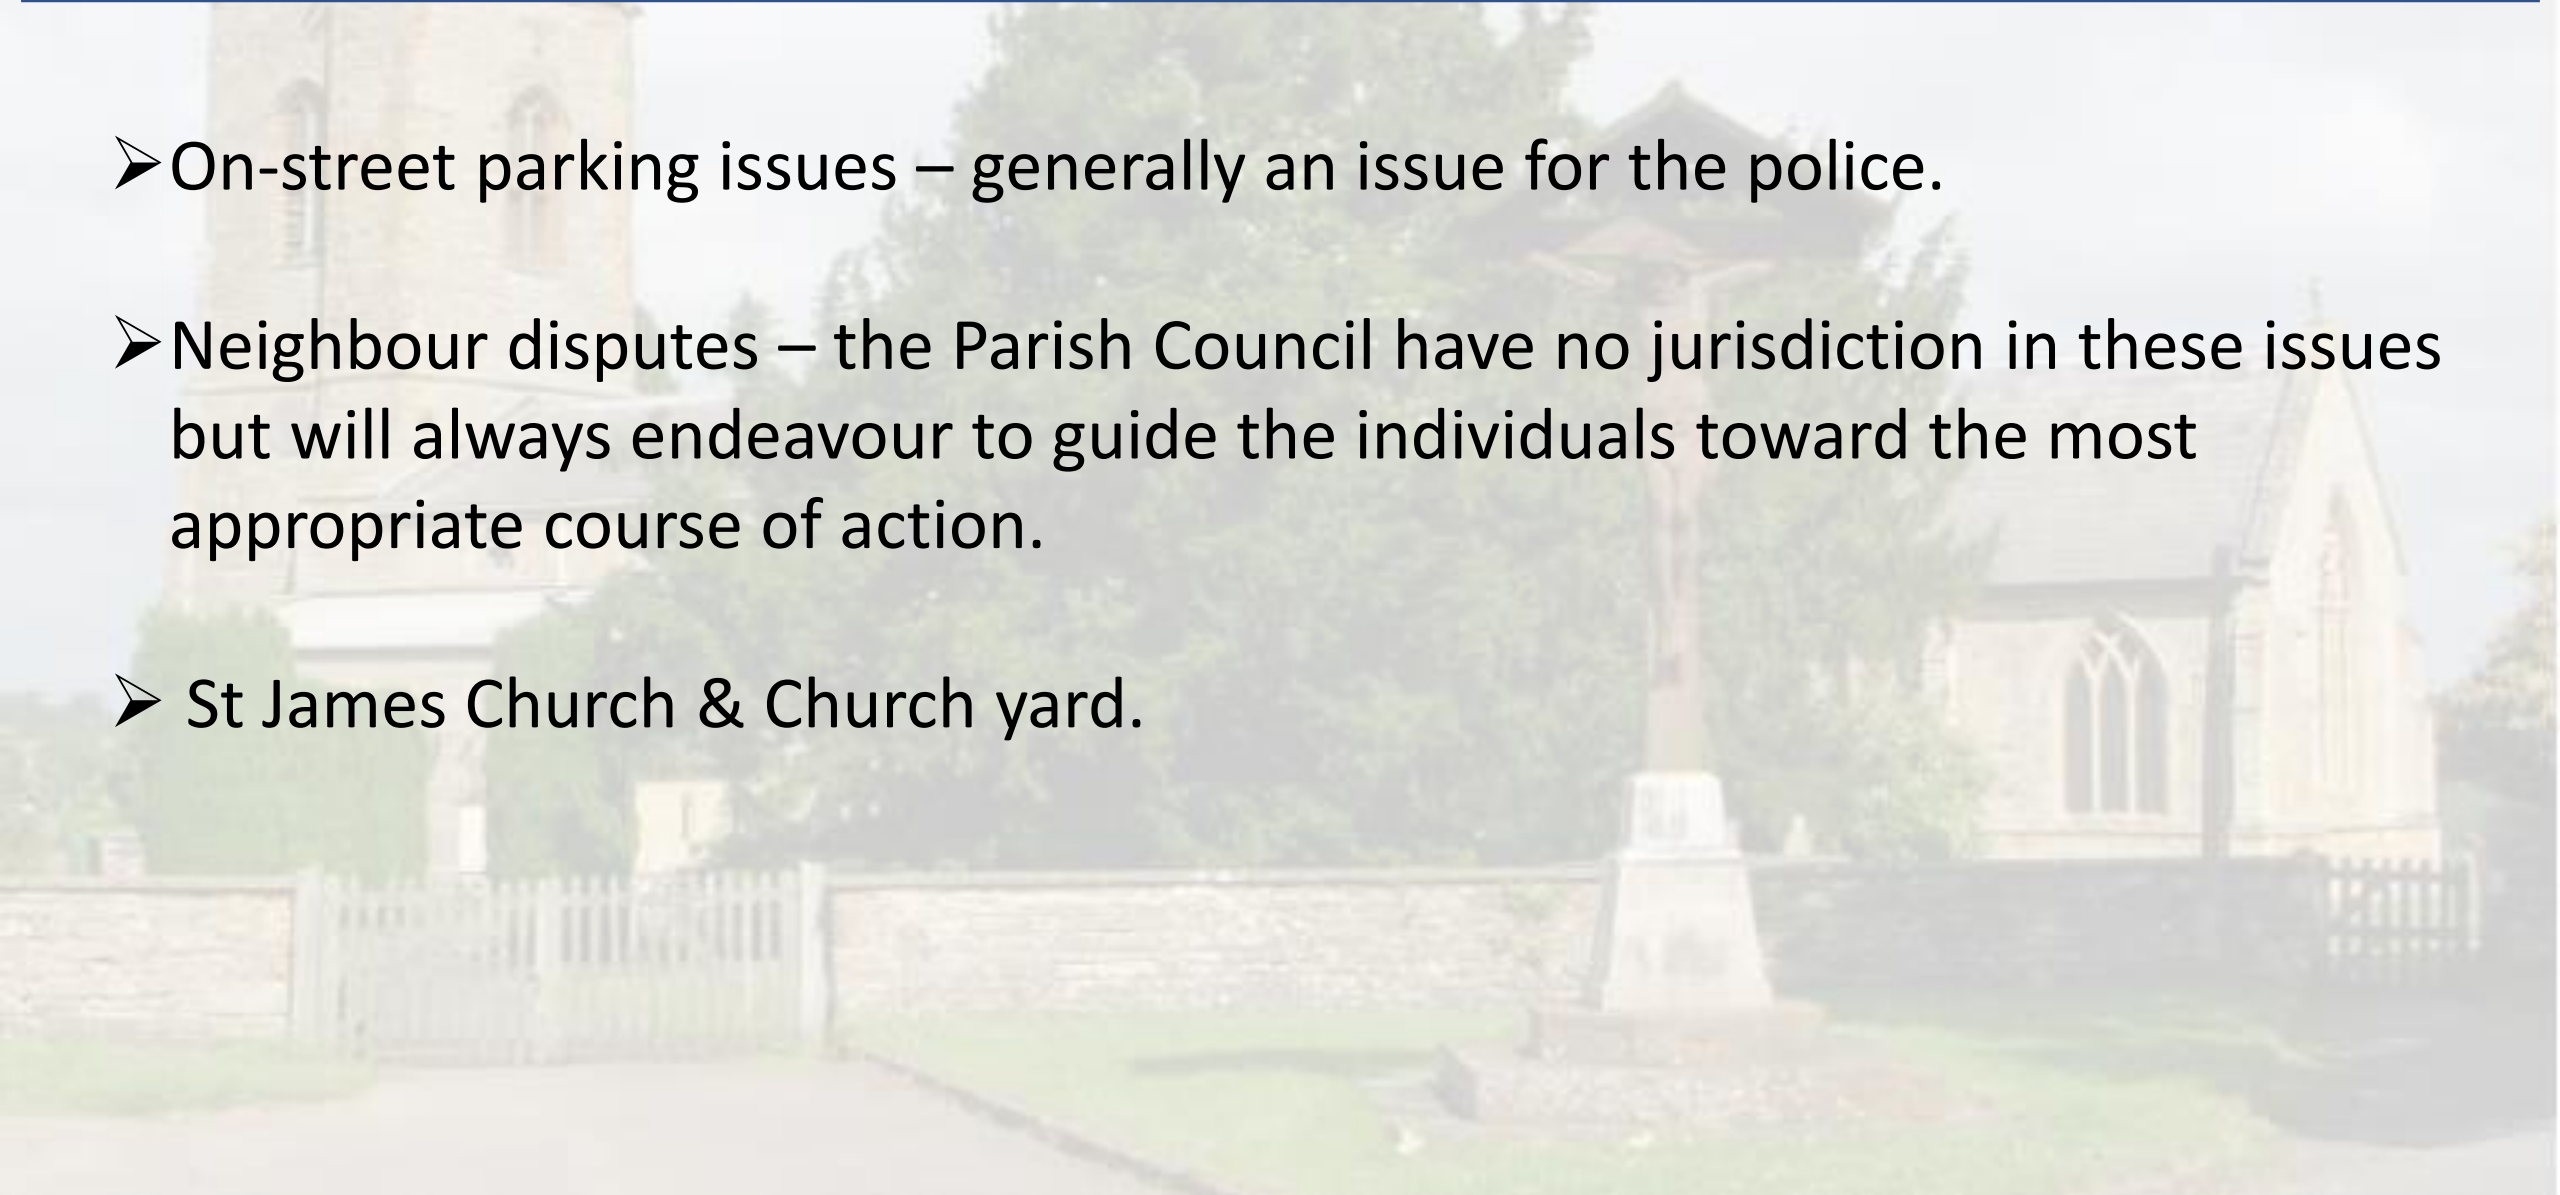 ➢On-street parking issues – generally an issue for the police.
➢Neighbour disputes – the Parish Council have no jurisdiction in these issues
but will always endeavour to guide the individuals toward the most
appropriate course of action.
➢ St James Church & Church yard.